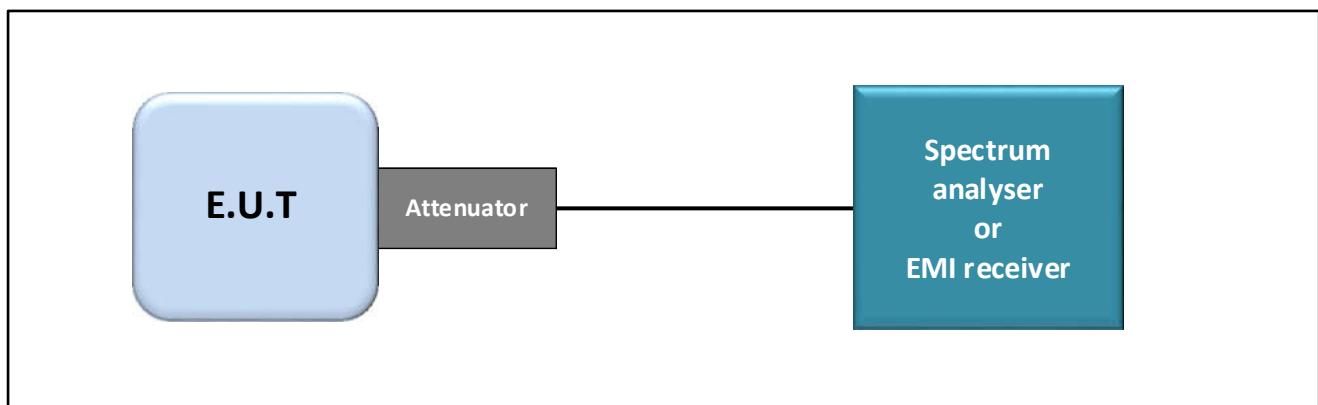 E.U.T
Attenuator
Spectrum
analyser
or
EMI receiver